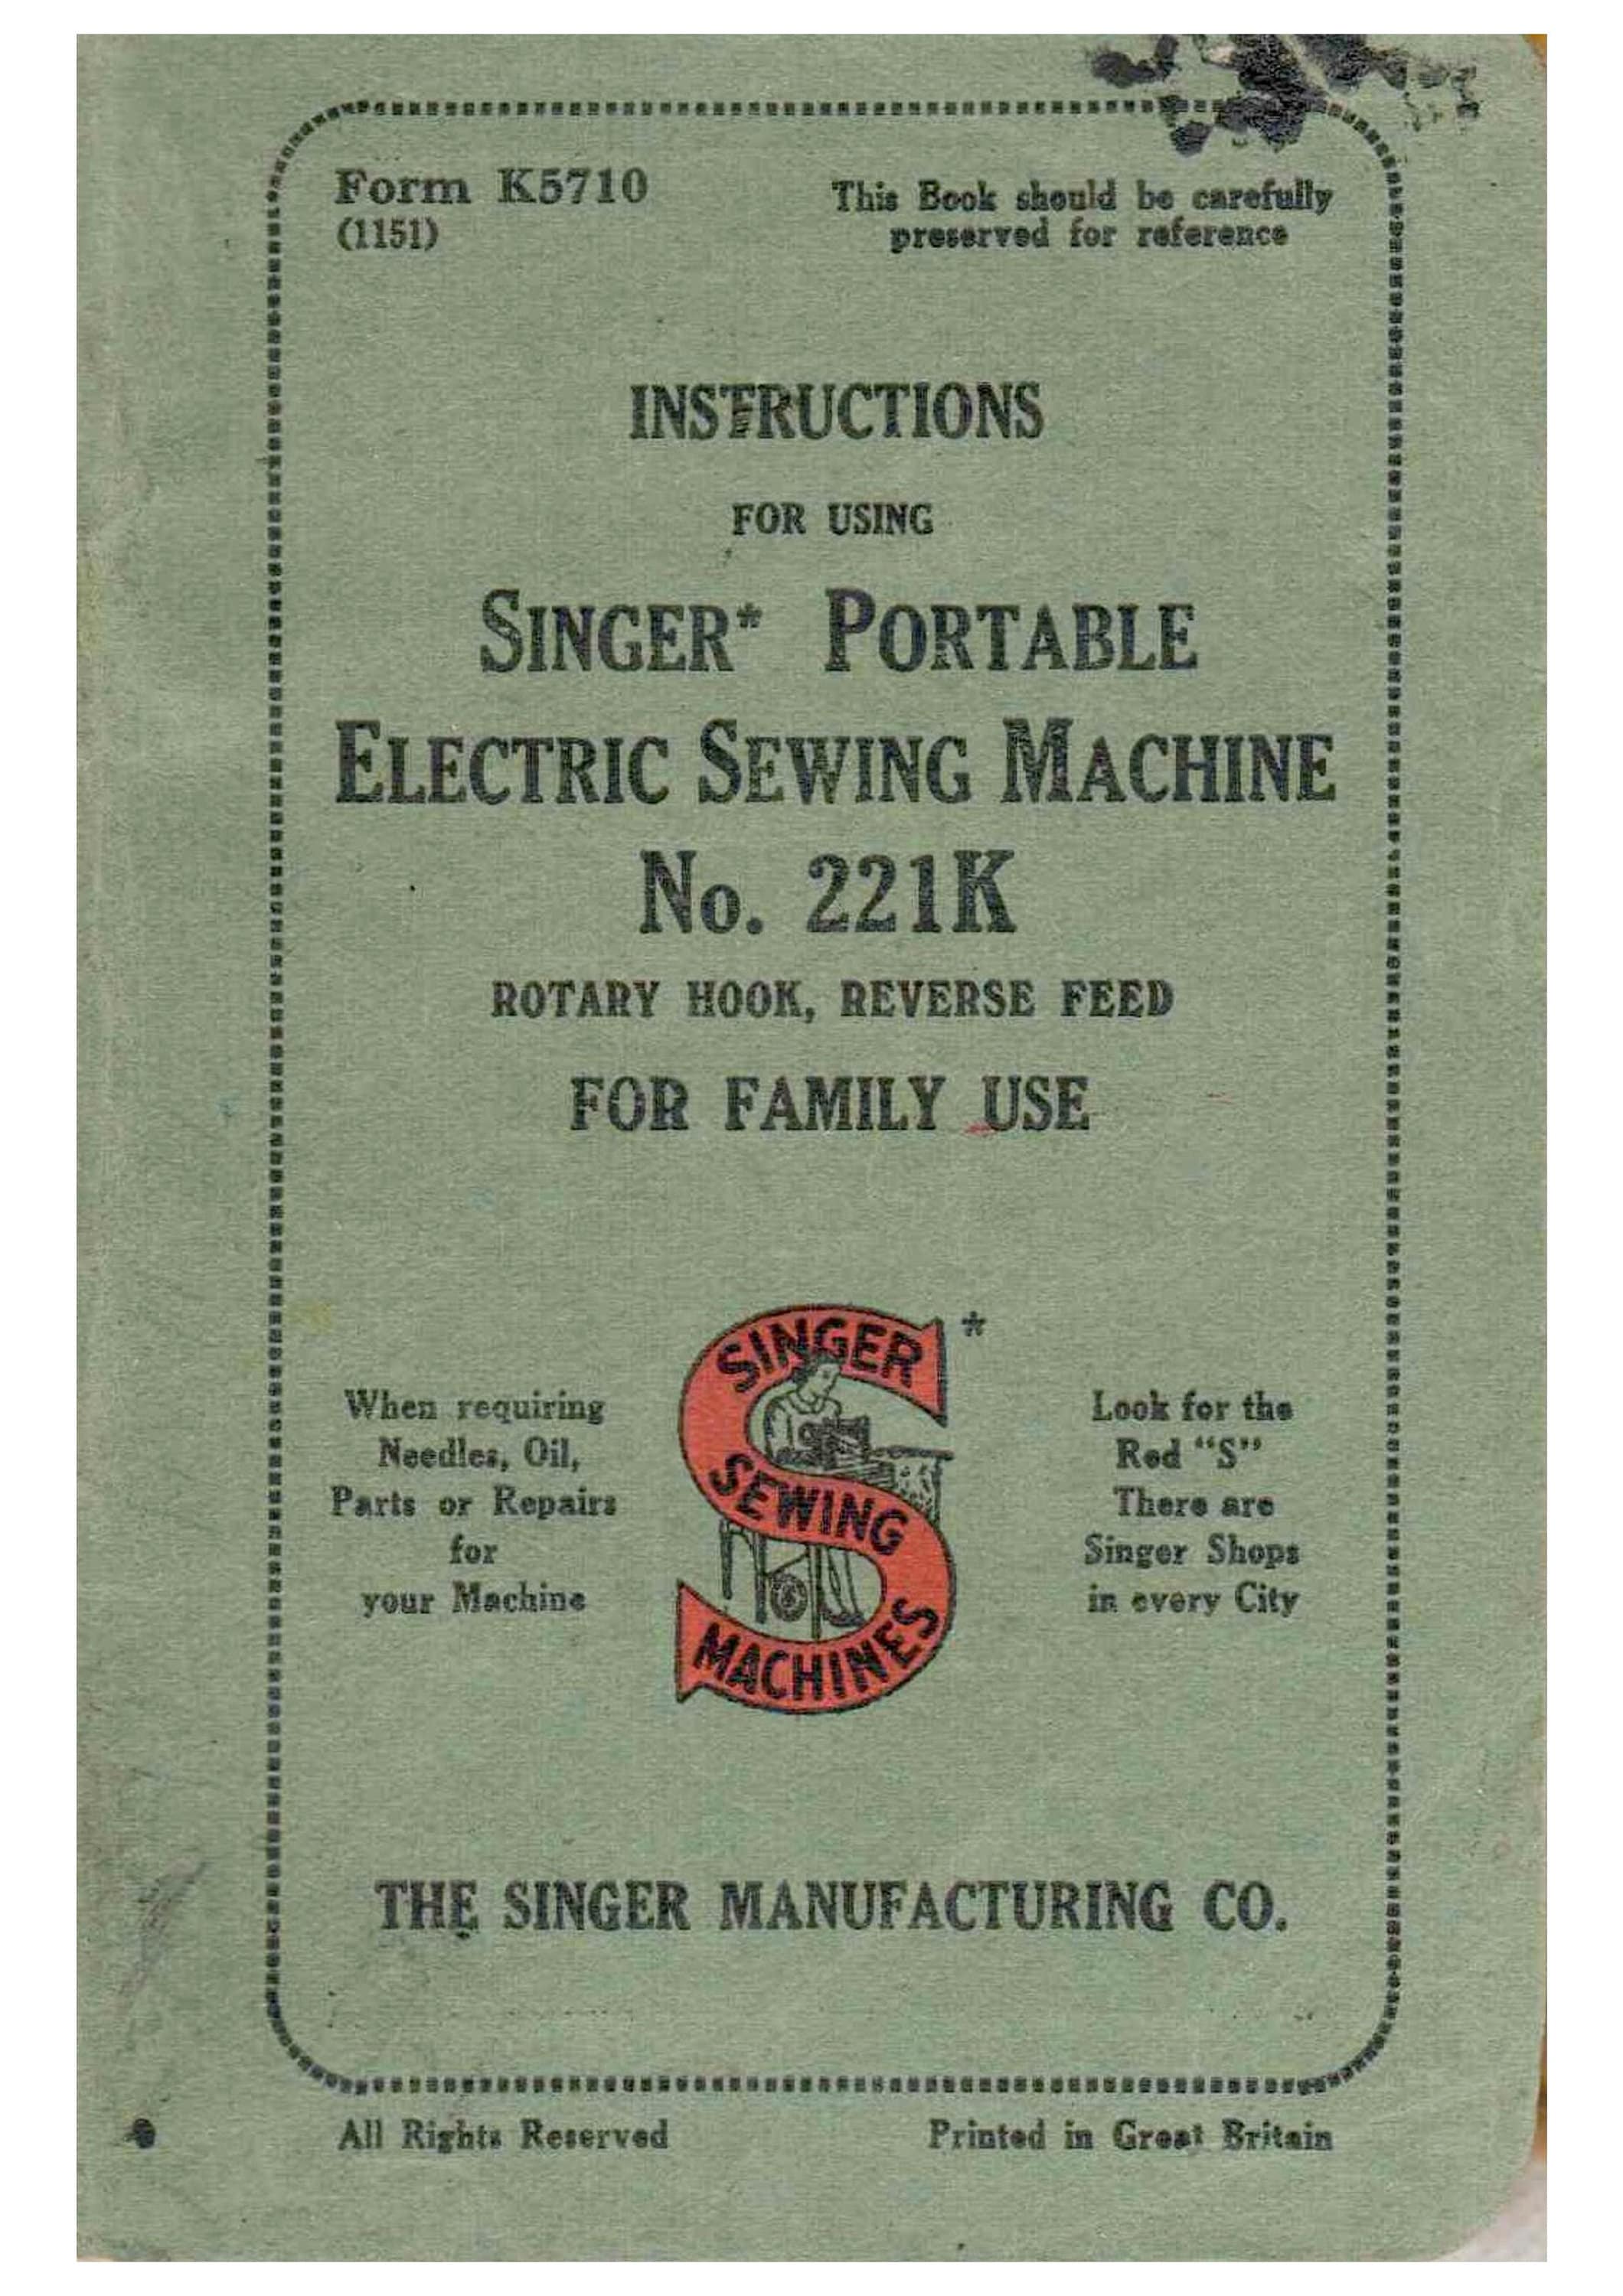 Form K5710
(1151)
This Book should be carefully
preserved for reference
INSTRUCTIONS
FOR USING
SINGER* PORTABLE
ELECTRIC SEWING MACHINE
No. 221K
ROTARY HOOK, REVERSE FEED
FOR FAMILY USE
When requiring
Needles, Oil,
Parts or Repairs
for
your Machine
SINGER *
SEWING
MACHINES
Look for the
Red "S"
There are
Singer Shops
in every City
THE SINGER MANUFACTURING CO.
All Rights Reserved
Printed in Great Britain